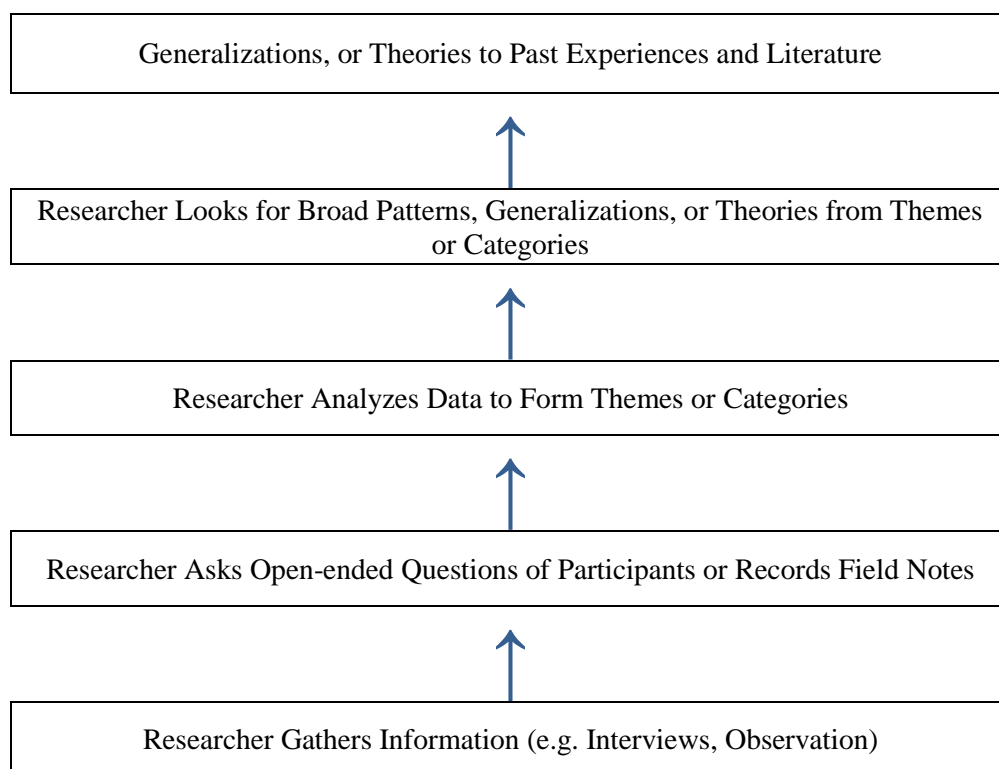 Generalizations, or Theories to Past Experiences and Literature
Researcher Looks for Broad Patterns, Generalizations, or Theories from Themes
or Categories
Researcher Analyzes Data to Form Themes or Categories
Researcher Asks Open-ended Questions of Participants or Records Field Notes
Researcher Gathers Information (e.g. Interviews, Observation)